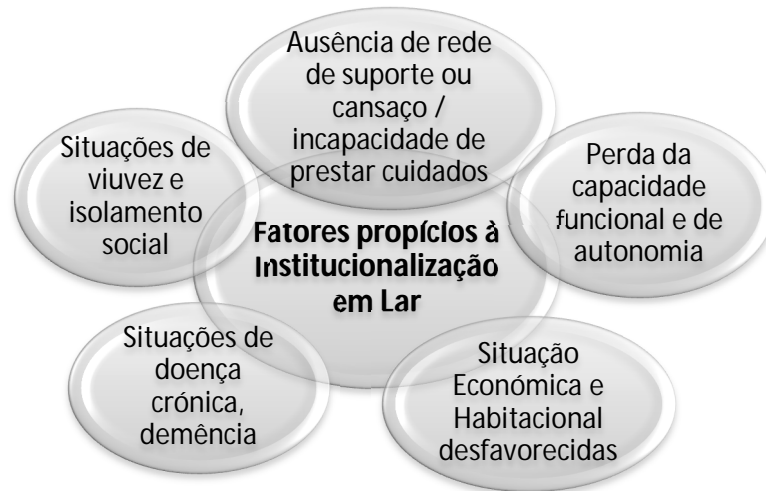 Ausência de rede
de suporte ou
cansaço /
incapacidade de
prestar cuidados
Situações de
viuvez e
isolamento
social
Perda da
capacidade
funcional e de
autonomia
Fatores propícios à
Institucionalização
em Lar
Situações de
doença
crónica,
demência
Situação
Económica e
Habitacional
desfavorecidas